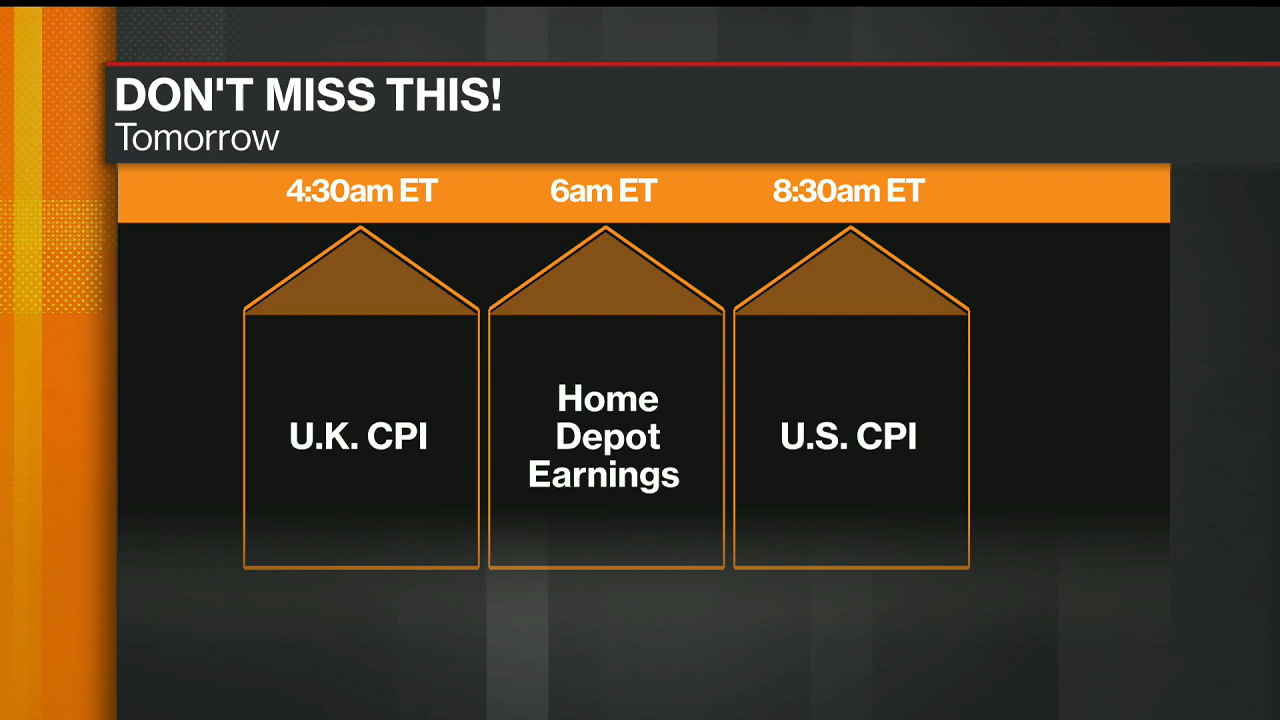 DON'T MISS THIS!
Tomorrow
4:30am ET
6am ET
8:30am ET
U.K. CPI
Home
Depot
Earnings
U.S. CPI